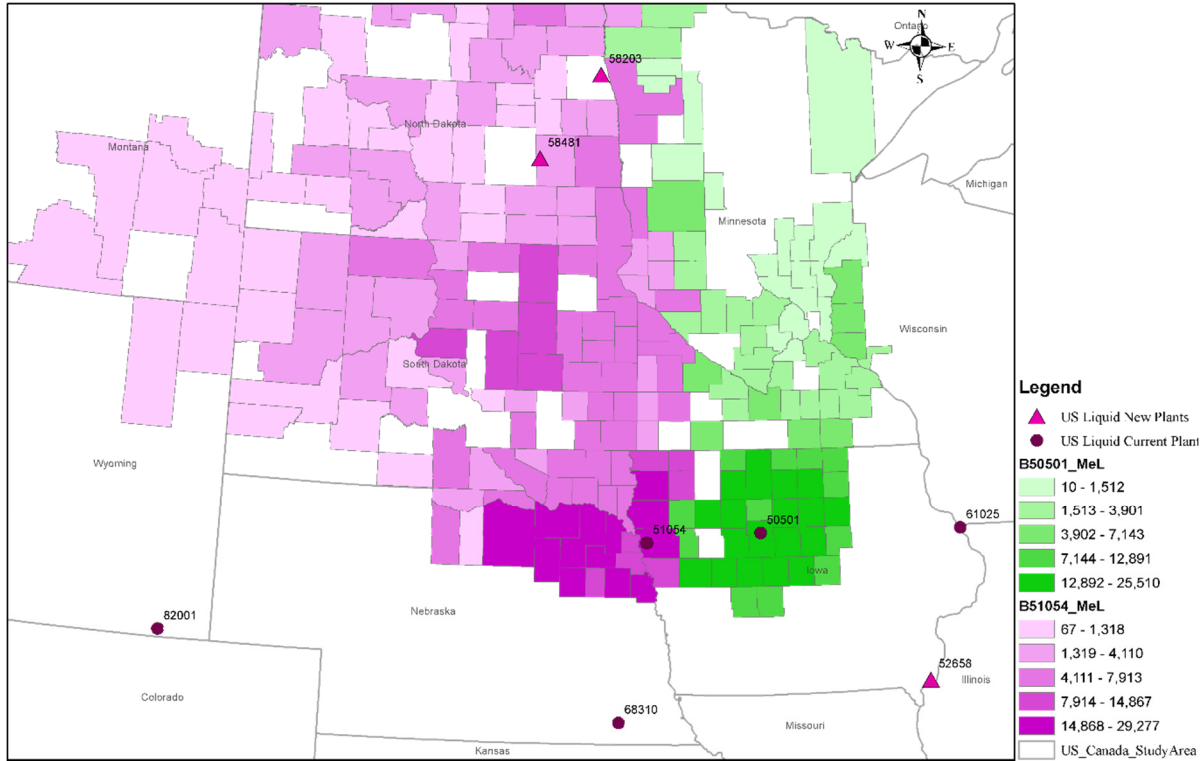 Ontario
N
W
E
S
58203
North Dakota
58481
Montana
Michigan
Minnesota
Wisconsin
South Dakota
Wyoming
61025
50501
51054
Iowa
Nebraska
82001
52658
Illinois
Colorado
68310
Missouri
Kansas
Legend
US Liquid New Plants
US Liquid Current Plant
B50501_MeL
10 - 1,512
1,513 - 3,901
3,902 - 7,143
7,144 - 12,891
12,892 - 25,510
B51054_MeL
67 - 1,318
1,319 - 4,110
4,111 - 7,913
7,914 - 14,867
14,868 - 29,277
US_Canada_StudyArea